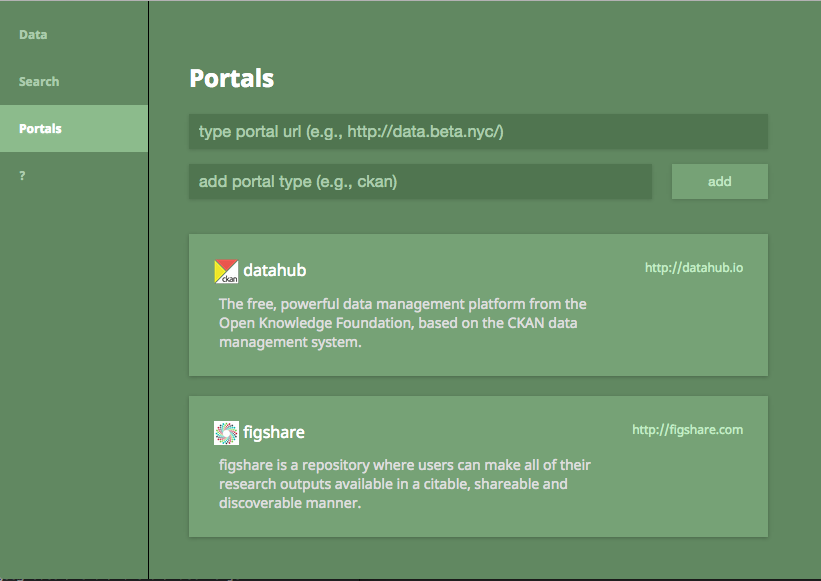 Data
Search
Portals
?
Portals
type portal url (e.g., http://data.beta.nyc/)
add portal type (e.g., ckan)
add
ckan
datahub
http://datahub.io
The free, powerful data management platform from the
Open Knowledge Foundation, based on the CKAN data
management system.
figshare
http://figshare.com
figshare is a repository where users can make all of their
research outputs available in a citable, shareable and
discoverable manner.